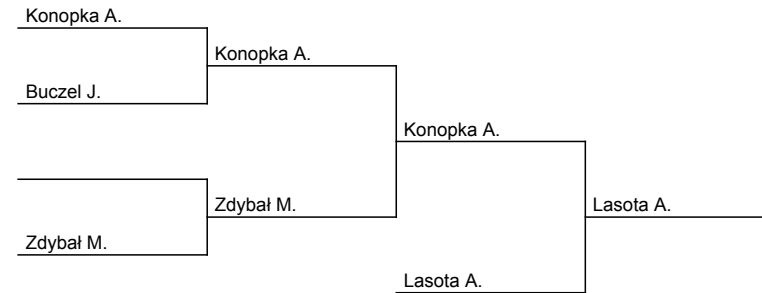 Konopka A.
Konopka A.
Buczel J.
Konopka A.
Zdybał M.
Lasota A.
Zdybał M.
Lasota A.